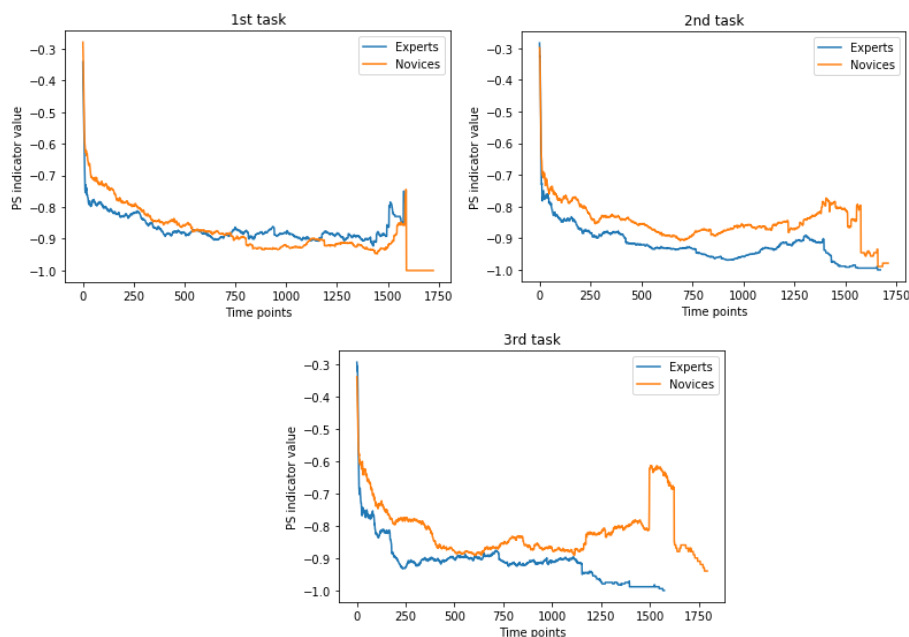 1st task
Experts
Novices
PS indicator value
−0.3
−0.4
−0.5
−0.6
−0.7
−0.8
−0.9
−1.0
0 250 500 750 1000 1250 1500 1750
Time points
2nd task
Experts
Novices
PS indicator value
−0.3
−0.4
−0.5
−0.6
−0.7
−0.8
−0.9
−1.0
0 250 500 750 1000 1250 1500 1750
Time points
3rd task
Experts
Novices
PS indicator value
−0.3
−0.4
−0.5
−0.6
−0.7
−0.8
−0.9
−1.0
0 250 500 750 1000 1250 1500 1750
Time points